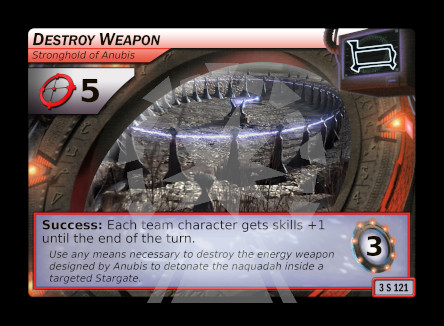 DESTROY WEAPON
Stronghold of Anubis
5
Success: Each team character gets skills +1
until the end of the turn.
Use any means necessary to destroy the energy weapon
designed by Anubis to detonate the naquadah inside a
targeted Stargate.
3
3 S 121